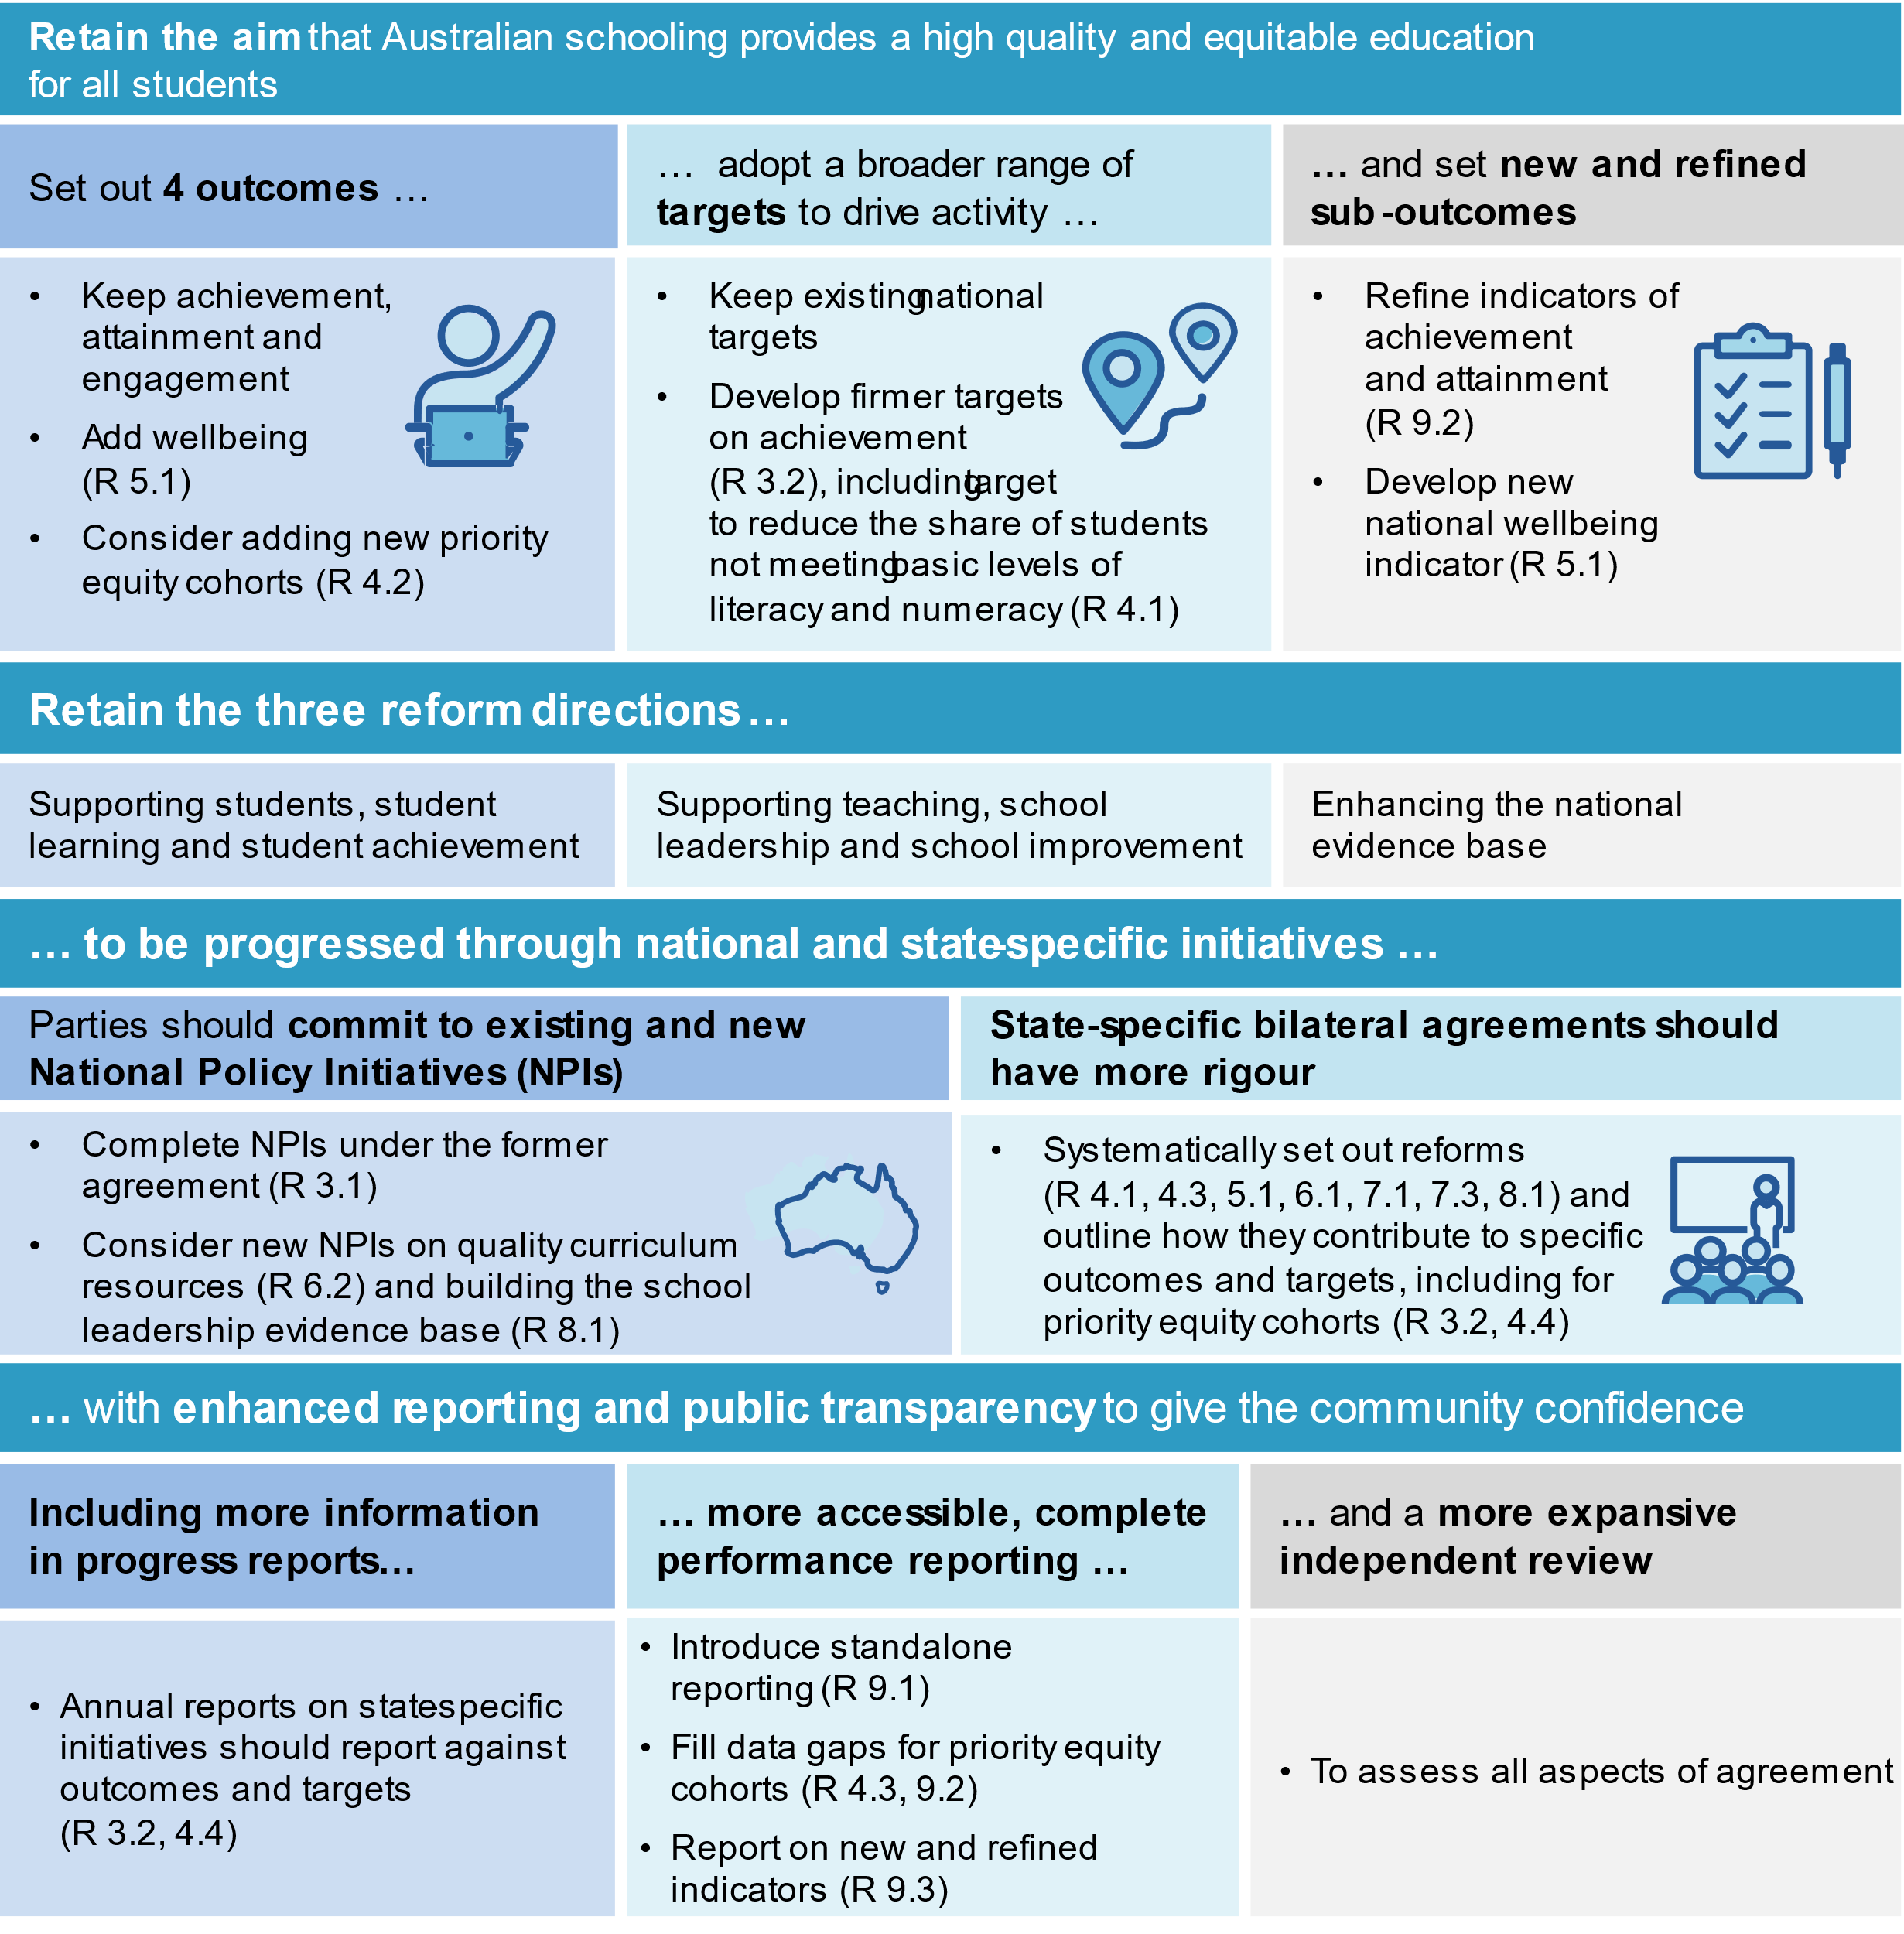 Retain the aim that Australian schooling provides a high quality and equitable education
for all students
Set out 4 outcomes …
… adopt a broader range of
targets to drive activity …
… and set new and refined
sub-outcomes
• Keep achievement,
attainment and
engagement
• Add wellbeing
(R 5.1)
• Consider adding new priority
equity cohorts (R 4.2)
• Keep existing national
targets
• Develop firmer targets
on achievement
(R 3.2), including target
to reduce the share of students
not meeting basic levels of
literacy and numeracy (R 4.1)
• Refine indicators of
achievement
and attainment
(R 9.2)
• Develop new
national wellbeing
indicator (R 5.1)
Retain the three reform directions …
Supporting students, student
learning and student achievement
Supporting teaching, school
leadership and school improvement
Enhancing the national
evidence base
… to be progressed through national and state-specific initiatives …
Parties should commit to existing and new
National Policy Initiatives (NPIs)
State-specific bilateral agreements should
have more rigour
• Complete NPIs under the former
agreement (R 3.1)
• Consider new NPIs on quality curriculum
resources (R 6.2) and building the school
leadership evidence base (R 8.1)
• Systematically set out reforms
(R 4.1, 4.3, 5.1, 6.1, 7.1, 7.3, 8.1) and
outline how they contribute to specific
outcomes and targets, including for
priority equity cohorts (R 3.2, 4.4)
… with enhanced reporting and public transparency to give the community confidence
Including more information
in progress reports…
… more accessible, complete
performance reporting …
… and a more expansive
independent review
• Annual reports on statespecific
initiatives should report against
outcomes and targets
(R 3.2, 4.4)
• Introduce standalone
reporting (R 9.1)
• Fill data gaps for priority equity
cohorts (R 4.3, 9.2)
• Report on new and refined
indicators (R 9.3)
• To assess all aspects of agreement